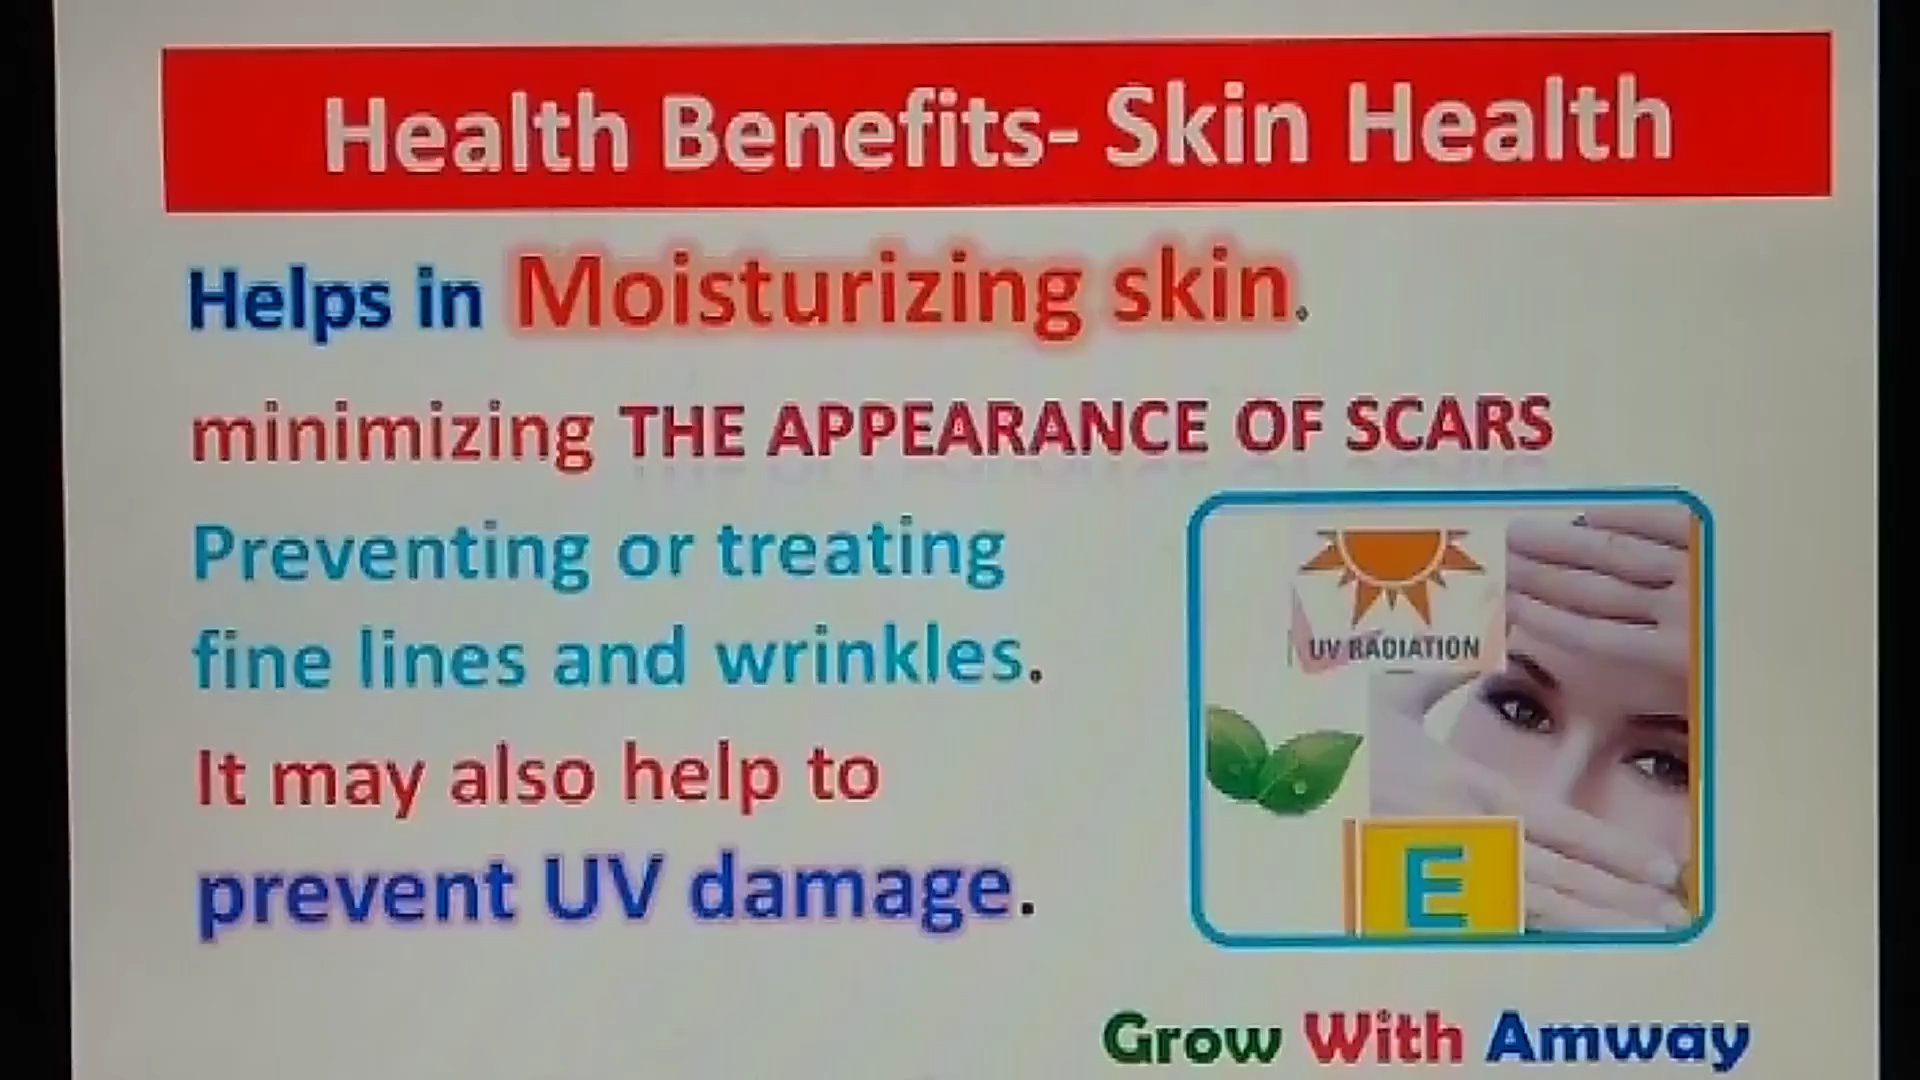 Health Benefits- Skin Health
Helps in Moisturizing skin.
minimizing THE APPEARANCE OF SCARS
Preventing or treating
fine lines and wrinkles.
It may also help to
prevent UV damage.
UV RADIATION
E
Grow With Amway